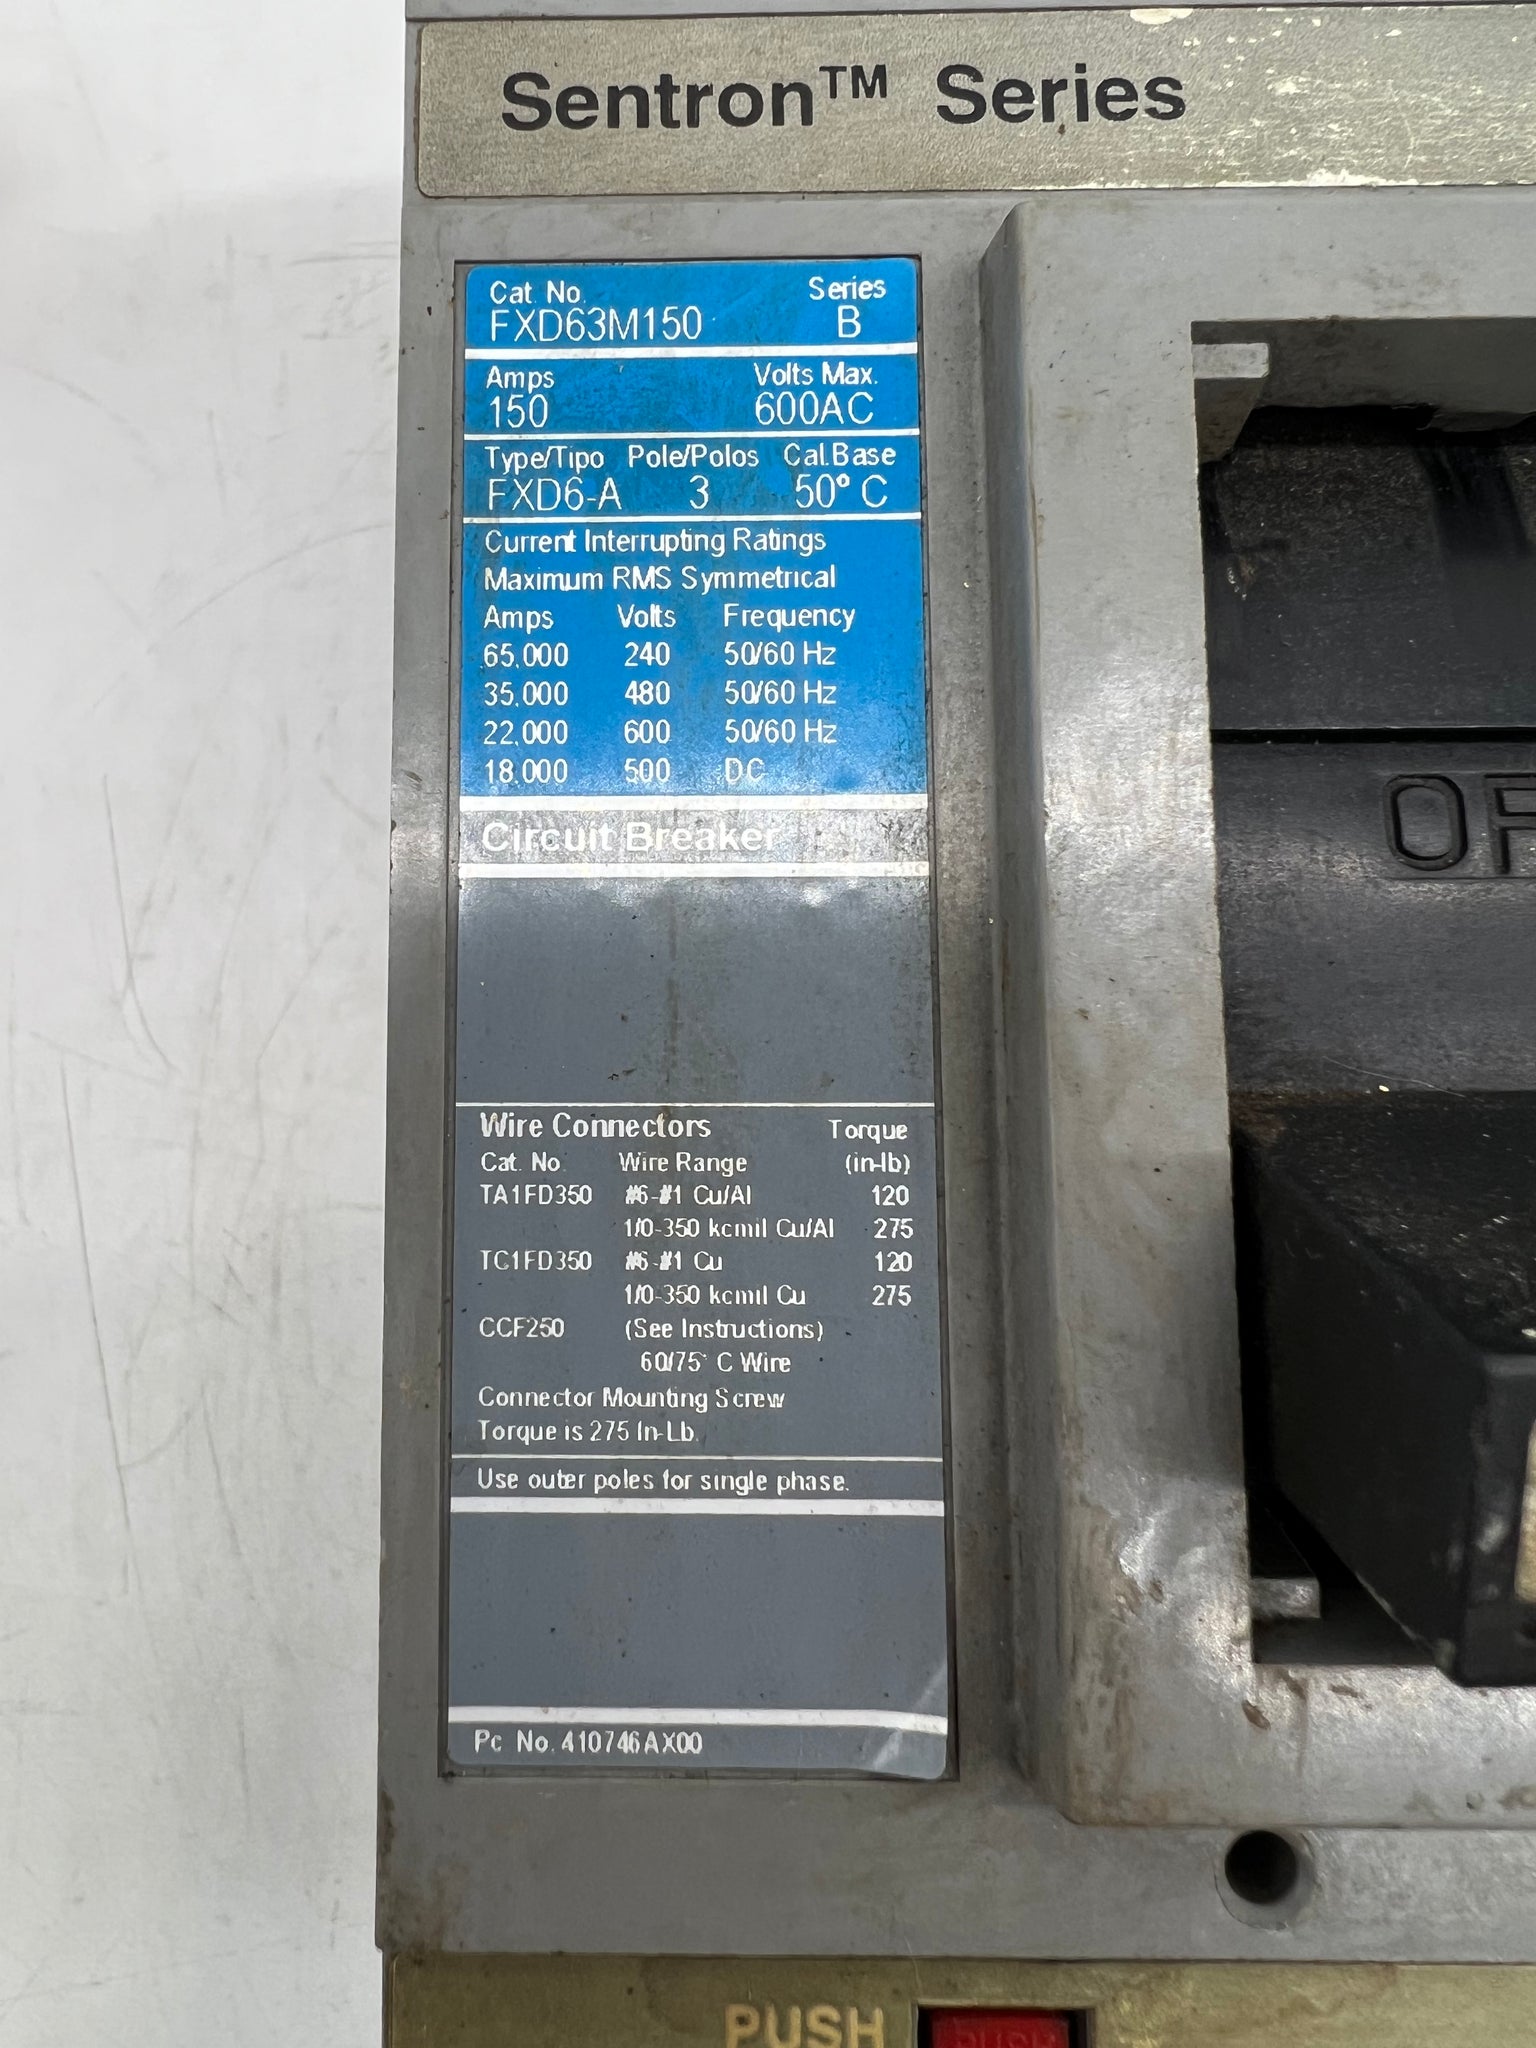 Sentron™ Series
Cat. No. Series
FXD63M150 B
Amps Volts Max.
150 600AC
Type/Tipo Pole/Polos Cal.Base
FXD6-A 3 50° C
Current Interrupting Ratings
Maximum RMS Symmetrical
Amps Volts Frequency
65,000 240 50/60 Hz
35,000 480 50/60 Hz
22,000 600 50/60 Hz
18,000 500 DC
Circuit Breaker
OF
Wire Connectors Torque
Cat. No. Wire Range (in-lb)
TA1FD350 #6-#1 Cu/Al 120
1/0-350 kcmil Cu/Al 275
TC1FD350 #6-#1 Cu 120
1/0-350 kcmil Cu 275
CCF250 (See Instructions)
60/75° C Wire
Connector Mounting Screw
Torque is 275 In-Lb.
Use outer poles for single phase.
Pc. No. 410746AX00
PUSH PUSH